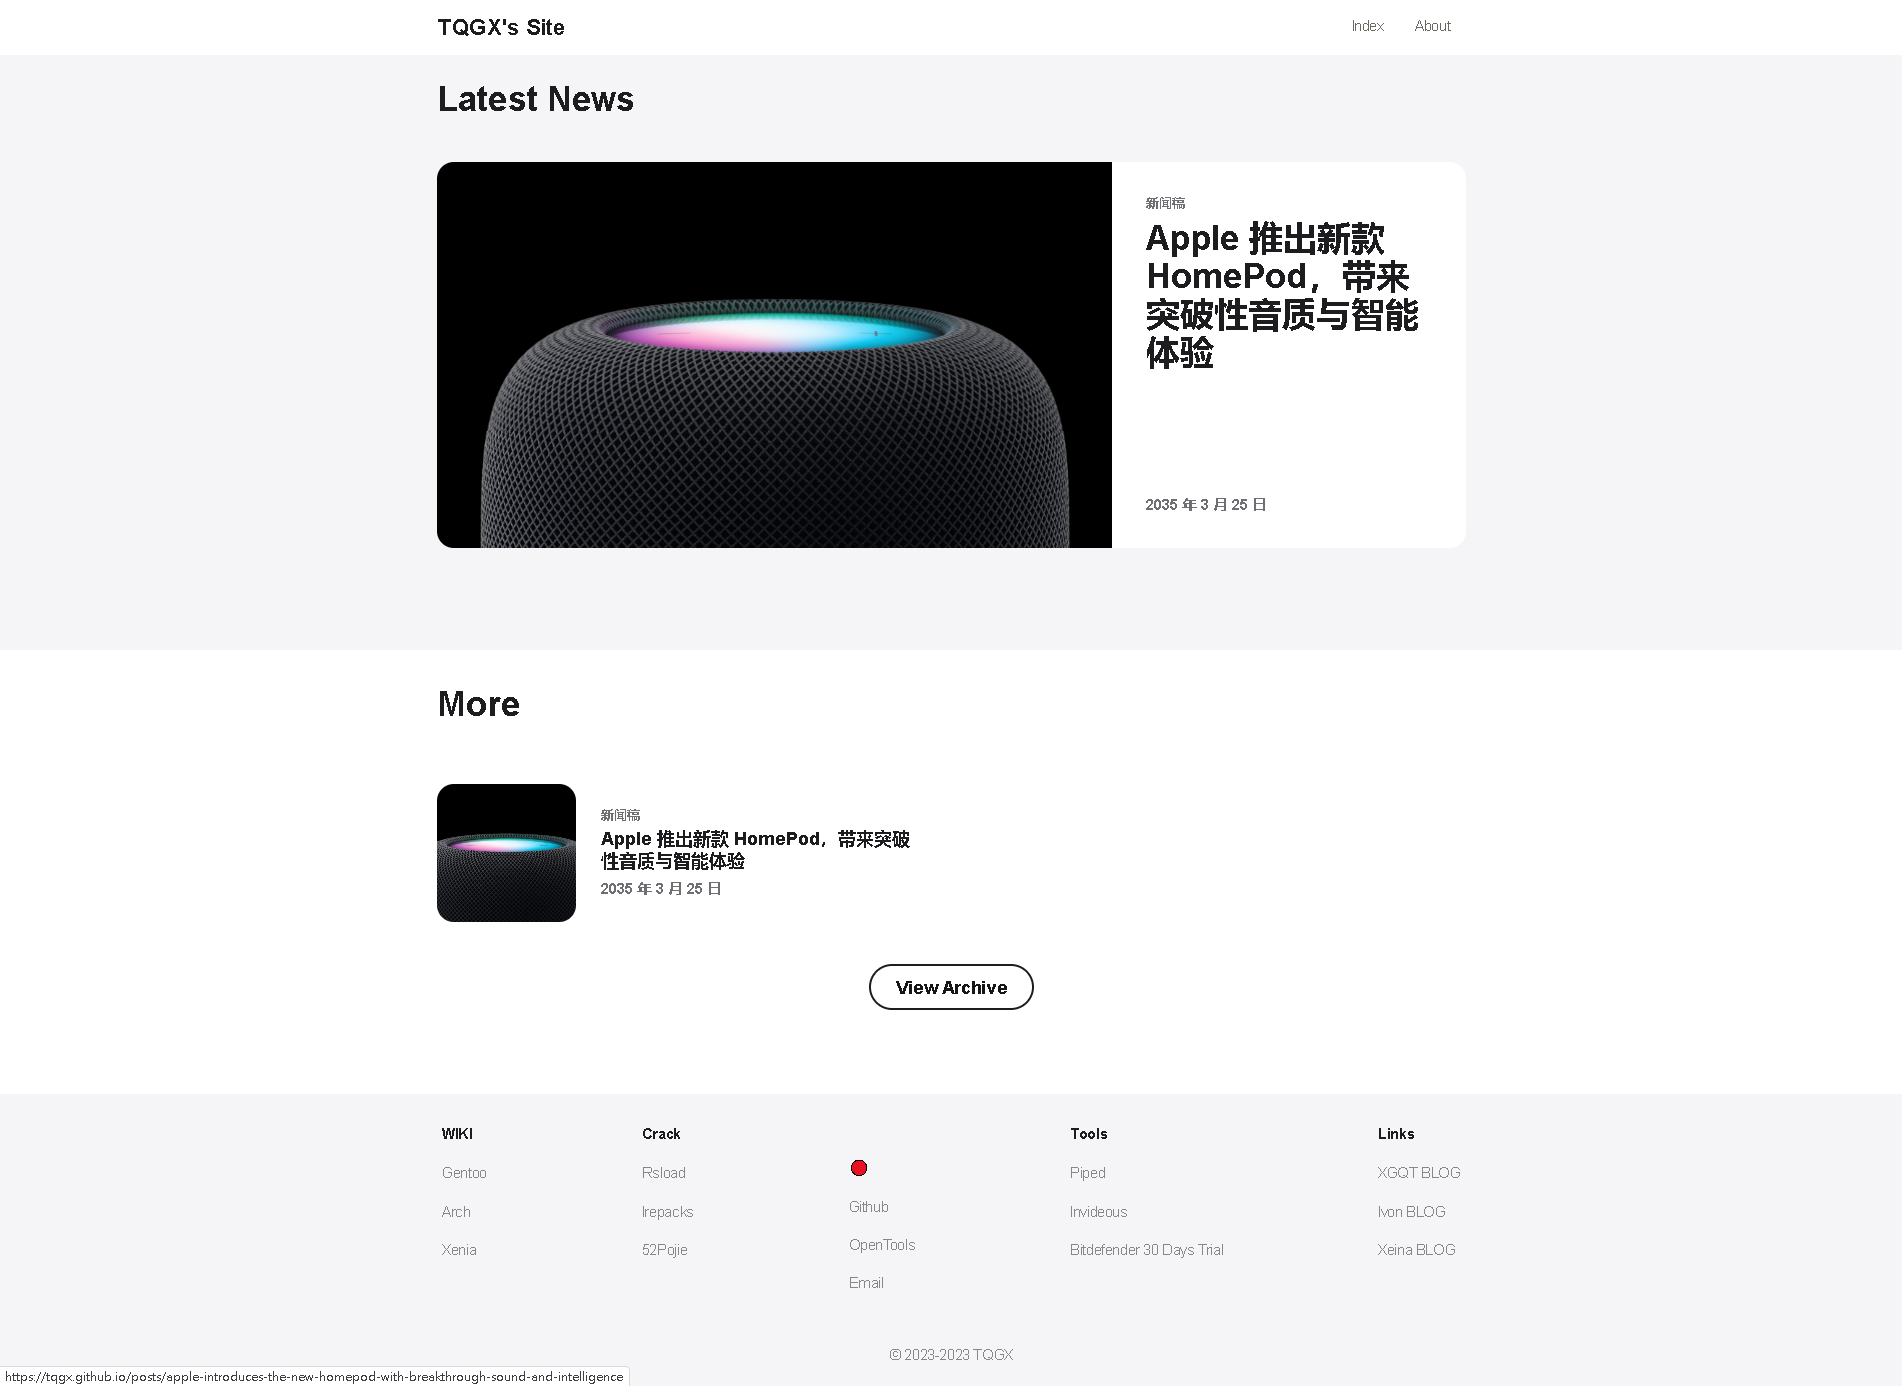 TQGX's Site
Index
About
Latest News
新闻稿
Apple 推出新款
HomePod，带来
突破性音质与智能
体验
2035 年 3 月 25 日
More
新闻稿
Apple 推出新款 HomePod，带来突破
性音质与智能体验
2035 年 3 月 25 日
View Archive
WIKI
Gentoo
Arch
Xenia
Crack
Rsload
Irepacks
52Pojie
Github
OpenTools
Email
Tools
Piped
Invideous
Bitdefender 30 Days Trial
Links
XGQT BLOG
Ivon BLOG
Xeina BLOG
© 2023-2023 TQGX
https://tqgx.github.io/posts/apple-introduces-the-new-homepod-with-breakthrough-sound-and-intelligence